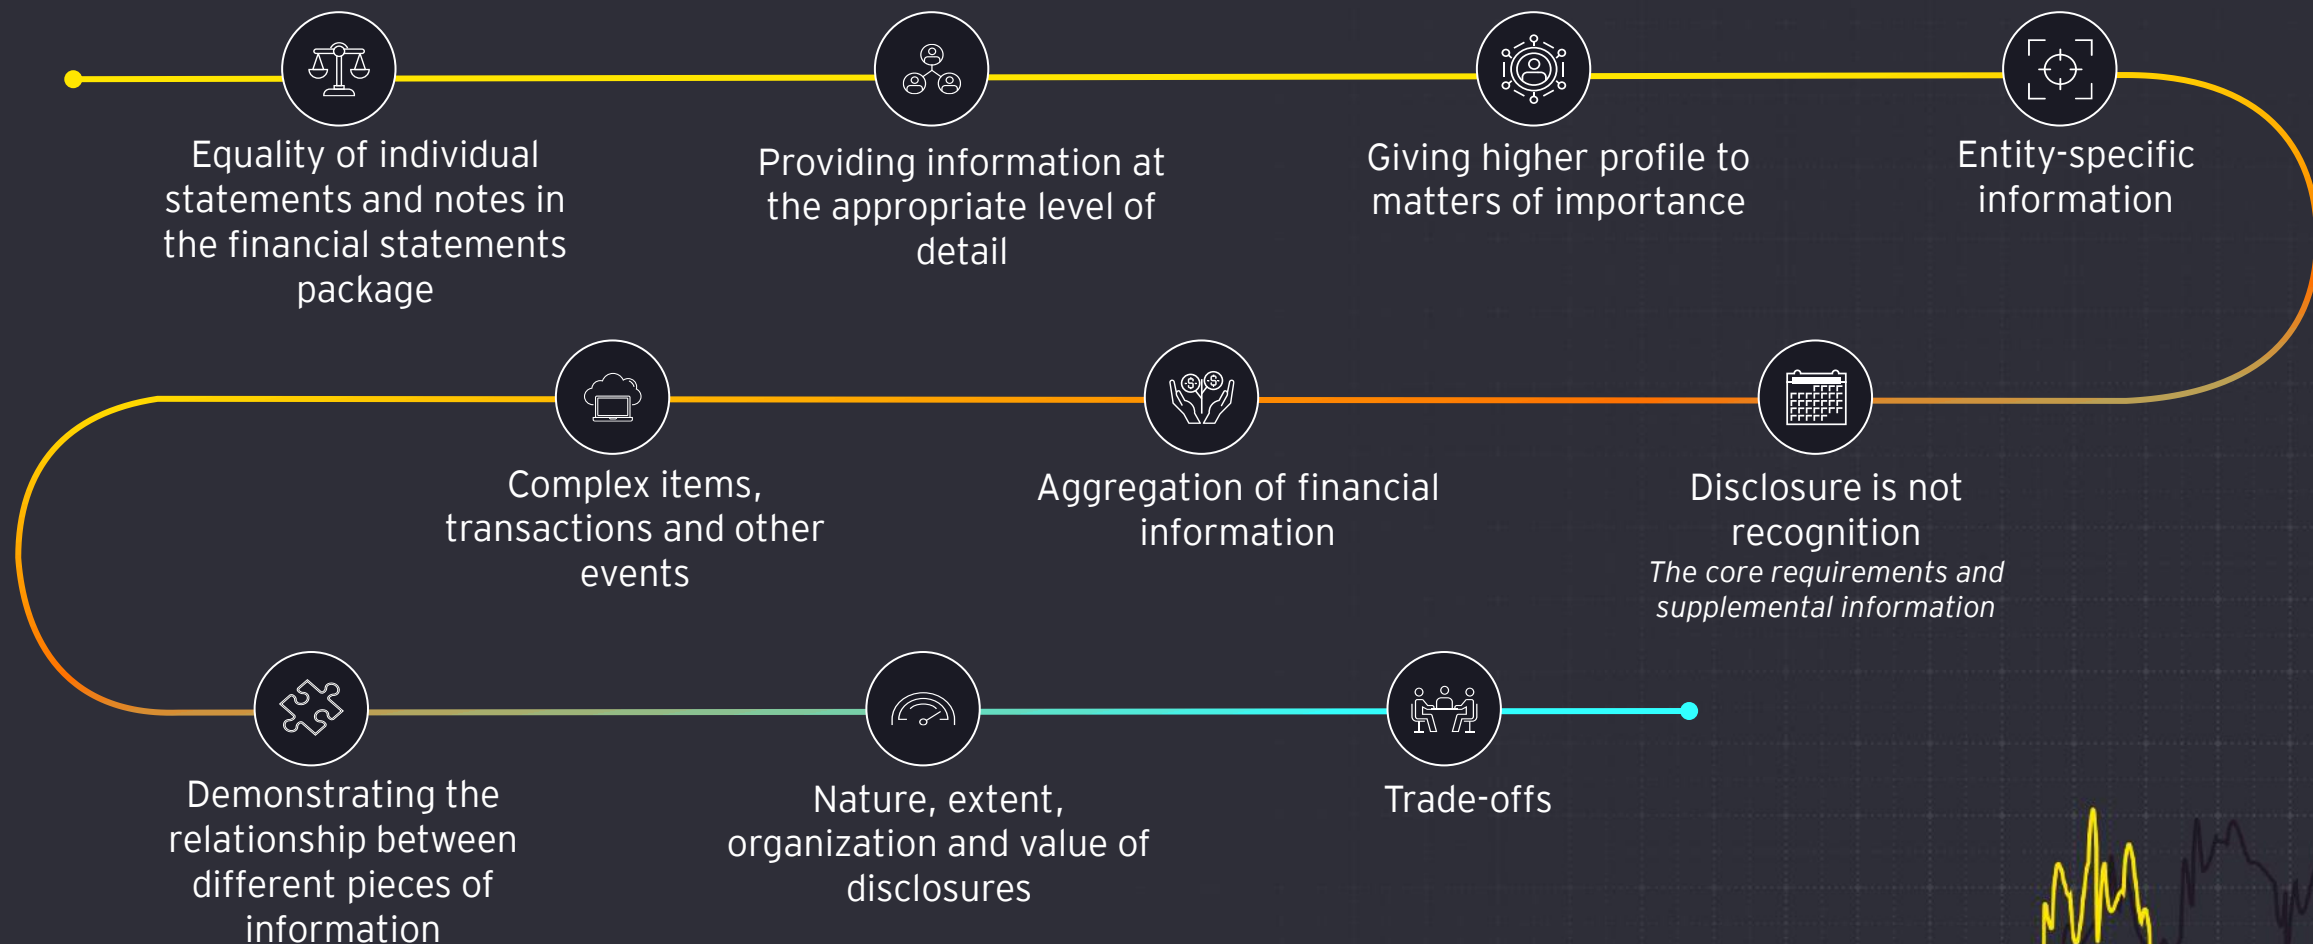 Equality of individual
statements and notes in
the financial statements
package
Providing information at
the appropriate level of
detail
Giving higher profile to
matters of importance
Entity-specific
information
Disclosure is not
recognition
The core requirements and
supplemental information
Aggregation of financial
information
Complex items,
transactions and other
events
Demonstrating the
relationship between
different pieces of
information
Nature, extent,
organization and value of
disclosures
Trade-offs